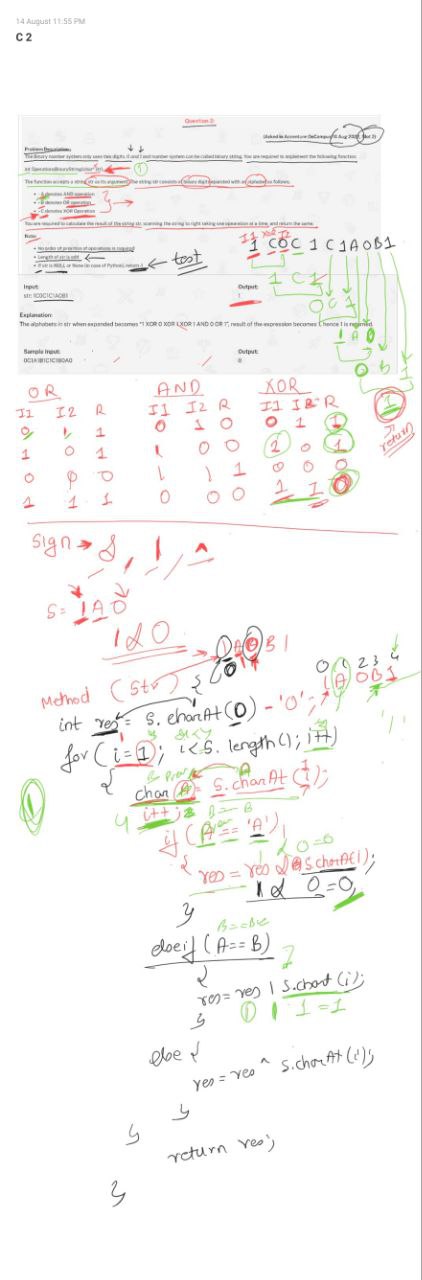 14 August 11:55 PM
C 2
Question 2:
Problem Description:
The Binary number system only uses two digits, 0 and 1 and number system can be called binary string. You are required to implement the following function:
int OperationsBinaryString(char* str);
The function accepts a string str as its argument. The string str consists of binary digits separated with an alphabet as follows:
- A denotes AND operation
- B denotes OR operation
- C denotes XOR Operation
You are required to calculate the result of the string str, scanning the string to right taking one operation at a time, and return the same.
Note:
No order of priorities of operations is required
Length of str is odd
If str is NULL or None (in case of Python), return -1
test
I1 XOR I2
1 C 0 C 1 C 1 A 0 B 1
1 C 1
0 C 1
1 A 0
0 B 1
1
return
Input:
str: 1C0C1C1A0B1
Output:
1
Explanation:
The alphabets in str when expanded becomes "1 XOR 0 XOR 1 XOR 1 AND 0 OR 1", result of the expression becomes 1, hence 1 is returned.
Sample Input:
0C1A1B1C1C1B0A0
Output:
0
OR AND XOR
I1 I2 R I1 I2 R I1 I2 R
0 1 1 0 1 0 0 1 1
1 0 1 1 0 0 1 0 1
0 0 0 1 1 1 0 0 0
1 1 1 0 0 0 1 1 0
Sign → & , | , ^
S = 1 A 0
1 & 0 → 1 A 0 B 1
0 1 2 3 4
1 A 0 B 1
Method (Str) {
int res = s.charAt(0) - '0';
for (i=1; i<s.length(); i++)
{
char A = s.charAt(i);
i++;
if (A == 'A')
{ 0=0
res = res & s.charAt(i);
1 & 0=0
}
B==B
else if (A == B)
{
res = res | s.charAt(i);
} 1 1=1
else {
res = res ^ s.charAt(i);
}
}
return res;
}